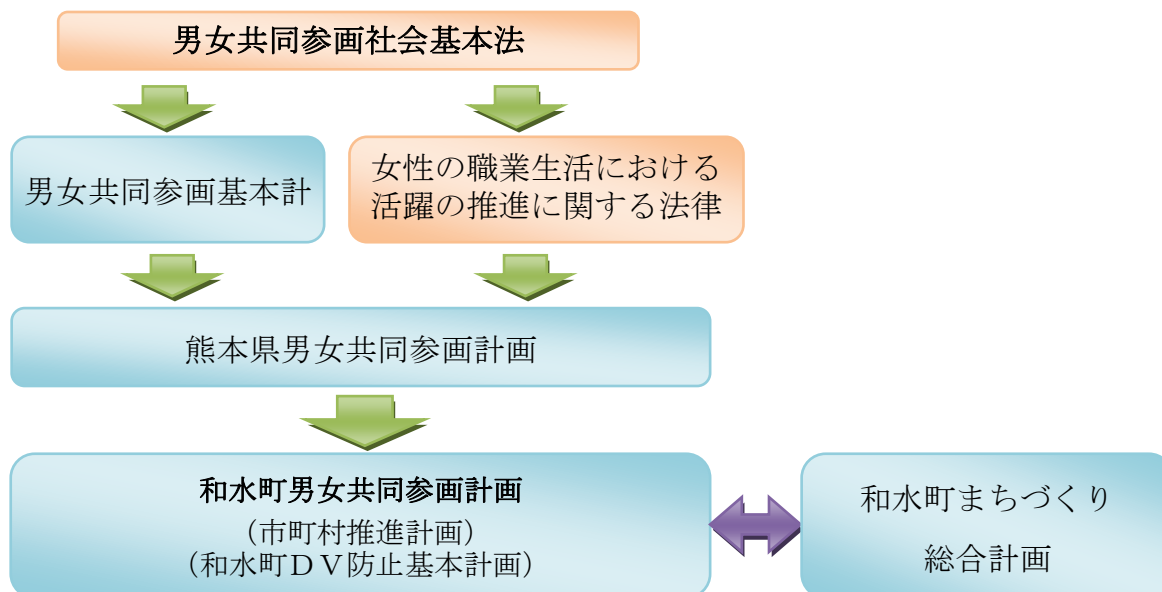 男女共同参画社会基本法
男女共同参画基本計
女性の職業生活における
活躍の推進に関する法律
熊本県男女共同参画計画
和水町男女共同参画計画
（市町村推進計画）
（和水町ＤＶ防止基本計画）
和水町まちづくり
総合計画